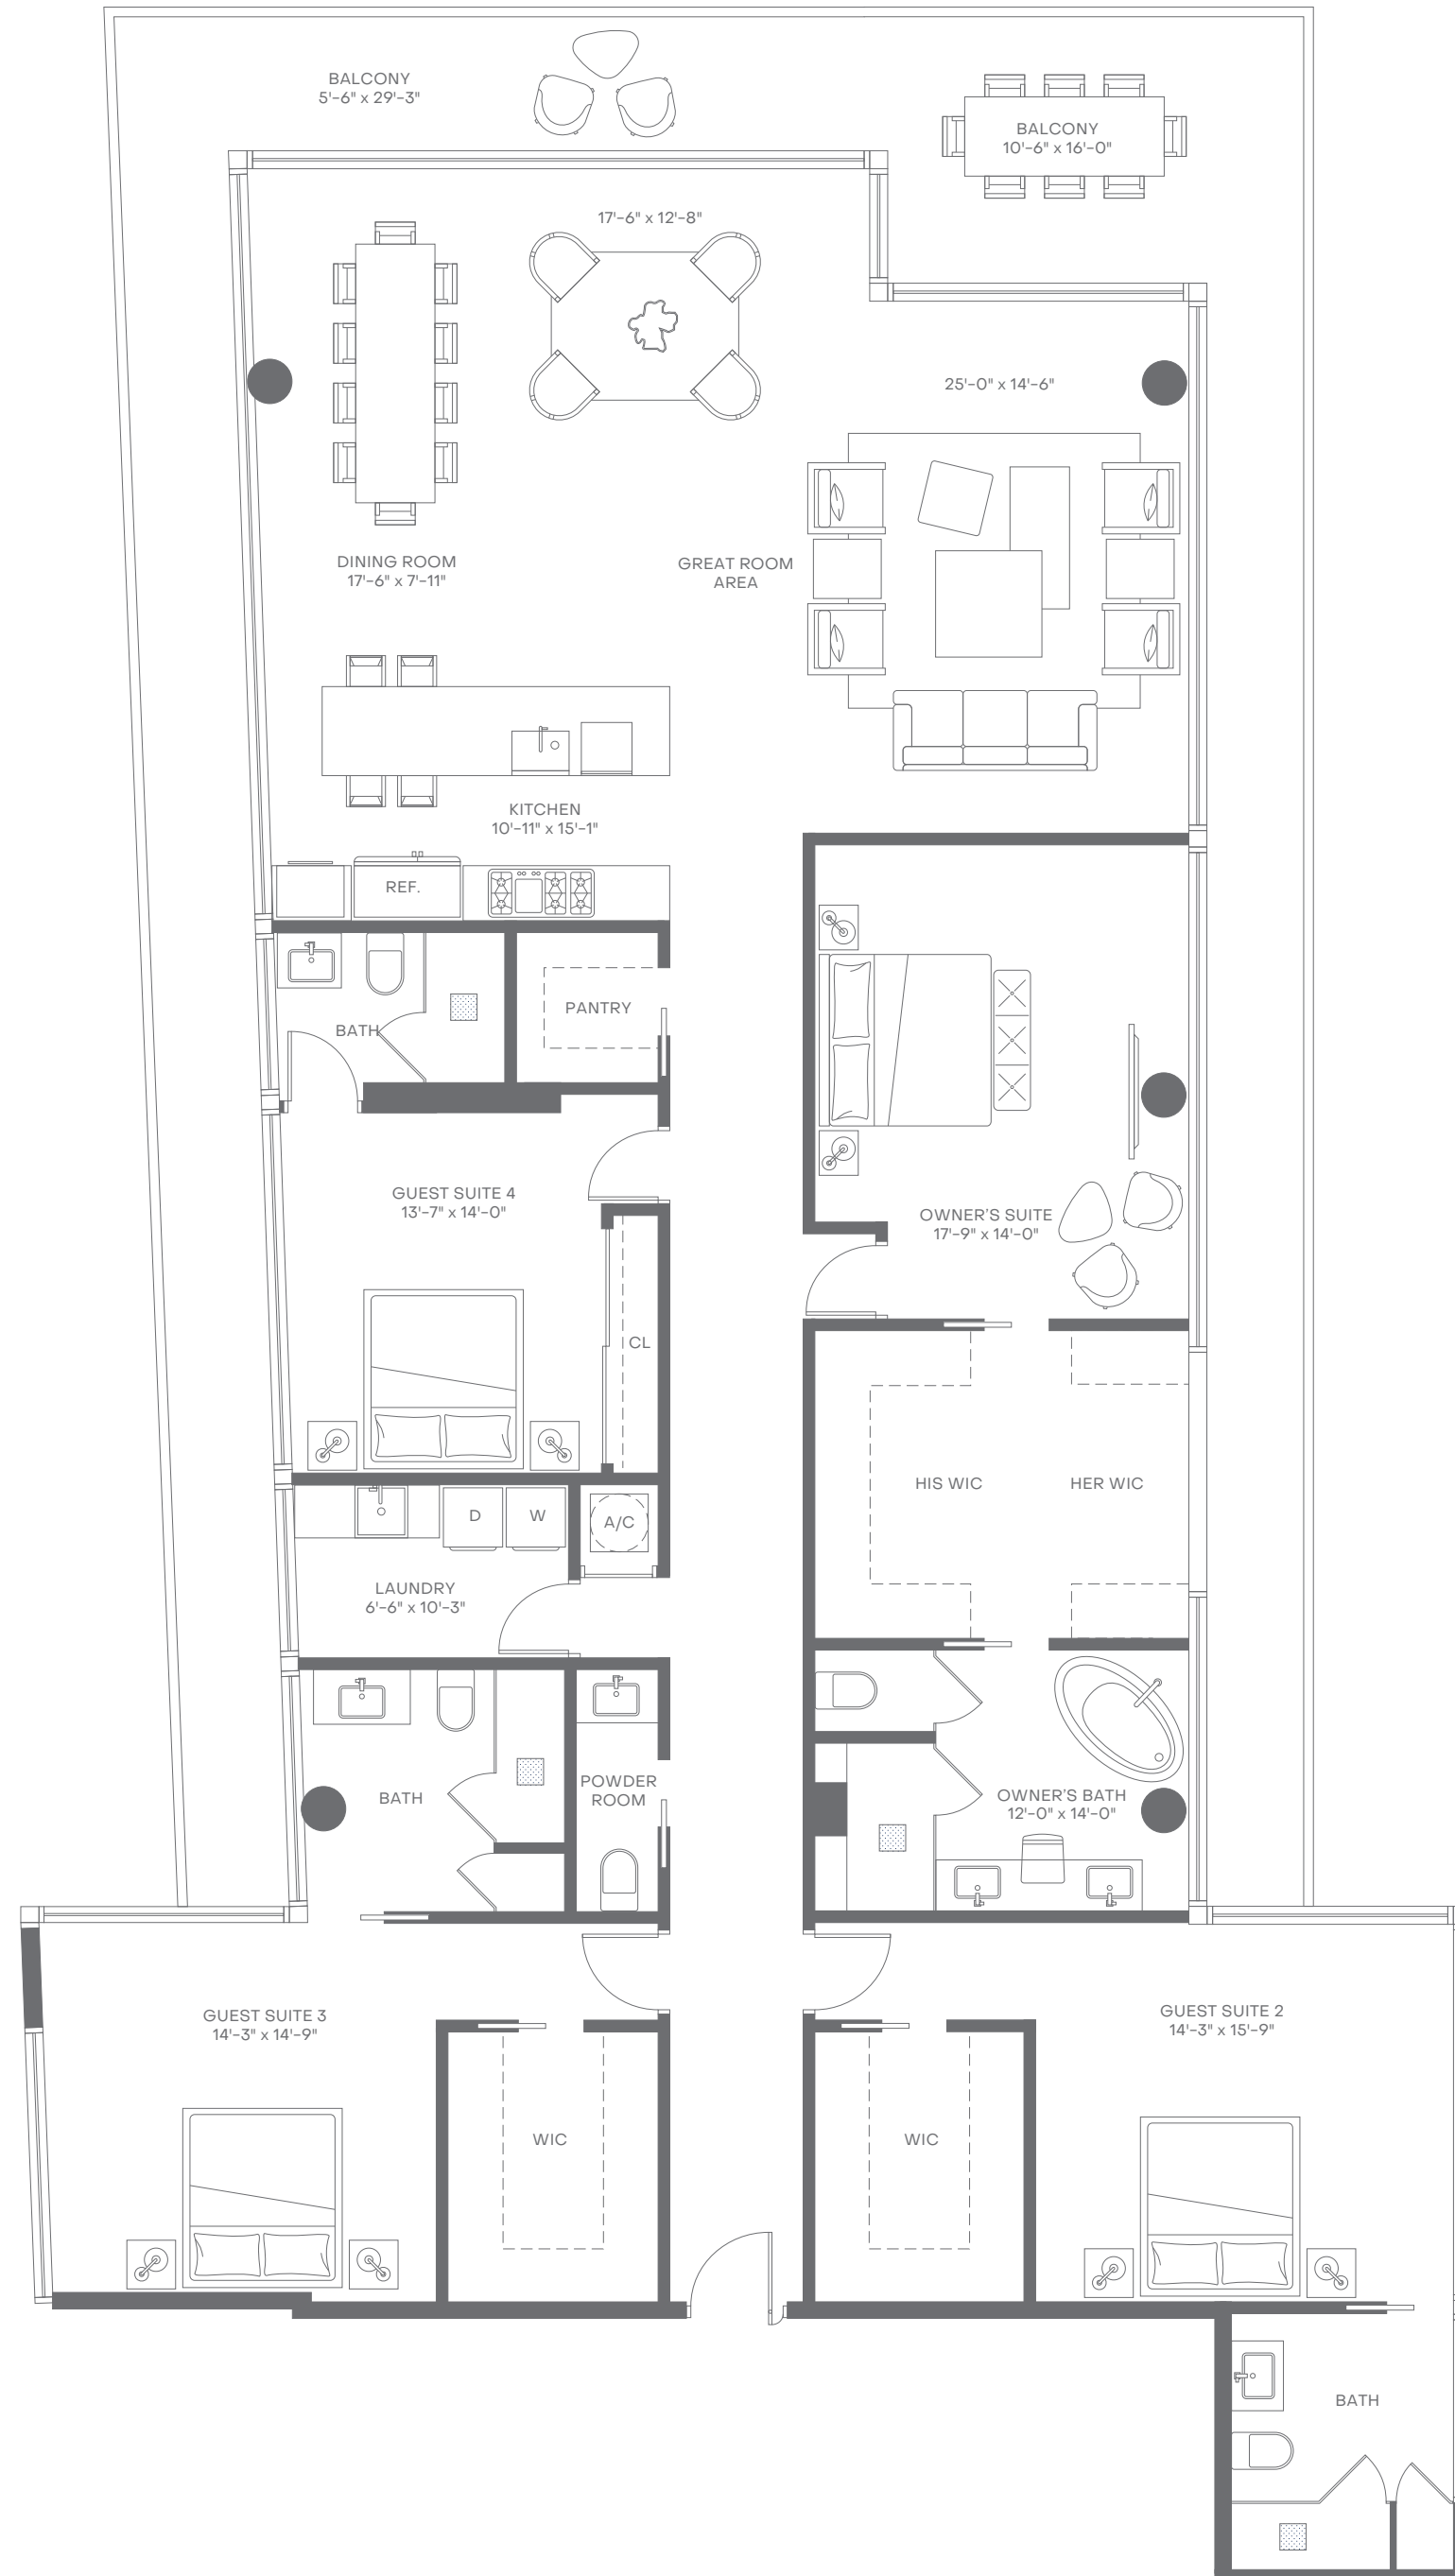 BALCONY
5'-6" x 29'-3"
BALCONY
10'-6" x 16'-0"
17'-6" x 12'-8"
25'-0" x 14'-6"
DINING ROOM
17'-6" x 7'-11"
GREAT ROOM
AREA
KITCHEN
10'-11" x 15'-1"
REF.
BATH
PANTRY
GUEST SUITE 4
13'-7" x 14'-0"
OWNER'S SUITE
17'-9" x 14'-0"
CL
HIS WIC
HER WIC
D
W
A/C
LAUNDRY
6'-6" x 10'-3"
BATH
POWDER
ROOM
OWNER'S BATH
12'-0" x 14'-0"
GUEST SUITE 3
14'-3" x 14'-9"
GUEST SUITE 2
14'-3" x 15'-9"
WIC
WIC
BATH